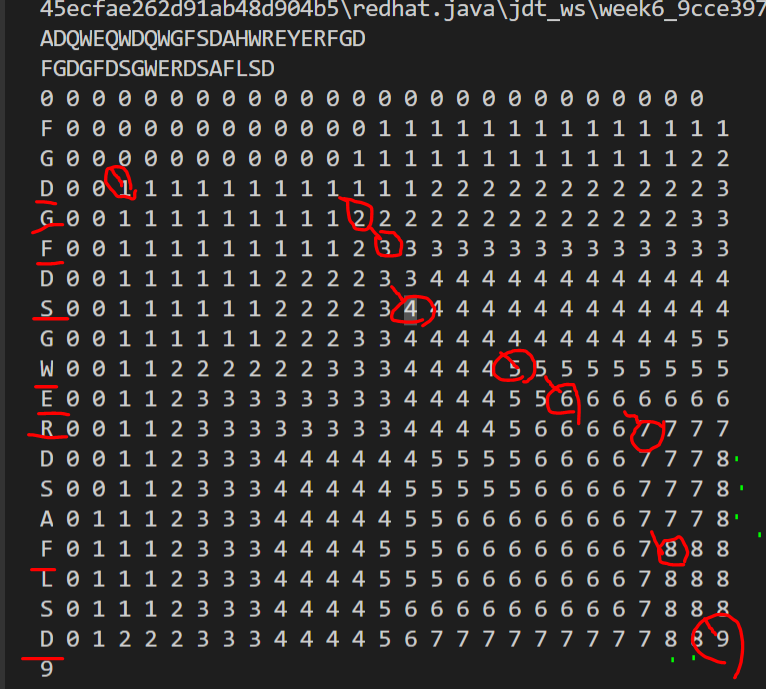 45ecfae262d91ab48d904b5\redhat.java\jdt_ws\week6_9cce397
ADQWEQWDQWGFSDAHWREYERFGD
FGDGFDSGWERDSAFLSD
0 0 0 0 0 0 0 0 0 0 0 0 0 0 0 0 0 0 0 0 0 0 0 0 0 0
F 0 0 0 0 0 0 0 0 0 0 0 0 1 1 1 1 1 1 1 1 1 1 1 1 1 1
G 0 0 0 0 0 0 0 0 0 0 0 1 1 1 1 1 1 1 1 1 1 1 1 1 2 2
D 0 0 1 1 1 1 1 1 1 1 1 1 1 1 2 2 2 2 2 2 2 2 2 2 2 3
G 0 0 1 1 1 1 1 1 1 1 1 2 2 2 2 2 2 2 2 2 2 2 2 2 3 3
F 0 0 1 1 1 1 1 1 1 1 1 2 3 3 3 3 3 3 3 3 3 3 3 3 3 3
D 0 0 1 1 1 1 1 1 2 2 2 2 3 3 4 4 4 4 4 4 4 4 4 4 4 4
S 0 0 1 1 1 1 1 1 2 2 2 2 3 4 4 4 4 4 4 4 4 4 4 4 4 4
G 0 0 1 1 1 1 1 1 2 2 2 3 3 4 4 4 4 4 4 4 4 4 4 4 5 5
W 0 0 1 1 2 2 2 2 2 2 3 3 3 4 4 4 4 5 5 5 5 5 5 5 5 5
E 0 0 1 1 2 3 3 3 3 3 3 3 3 4 4 4 4 5 5 6 6 6 6 6 6 6
R 0 0 1 1 2 3 3 3 3 3 3 3 3 4 4 4 4 5 6 6 6 6 7 7 7 7
D 0 0 1 1 2 3 3 3 4 4 4 4 4 4 5 5 5 5 6 6 6 6 7 7 7 8
S 0 0 1 1 2 3 3 3 4 4 4 4 4 5 5 5 5 5 6 6 6 6 7 7 7 8
A 0 1 1 1 2 3 3 3 4 4 4 4 4 5 5 6 6 6 6 6 6 6 7 7 7 8
F 0 1 1 1 2 3 3 3 4 4 4 4 5 5 5 6 6 6 6 6 6 6 7 8 8 8
L 0 1 1 1 2 3 3 3 4 4 4 4 5 5 5 6 6 6 6 6 6 6 7 8 8 8
S 0 1 1 1 2 3 3 3 4 4 4 4 5 6 6 6 6 6 6 6 6 6 7 8 8 8
D 0 1 2 2 2 3 3 3 4 4 4 4 5 6 7 7 7 7 7 7 7 7 7 8 8 9
9